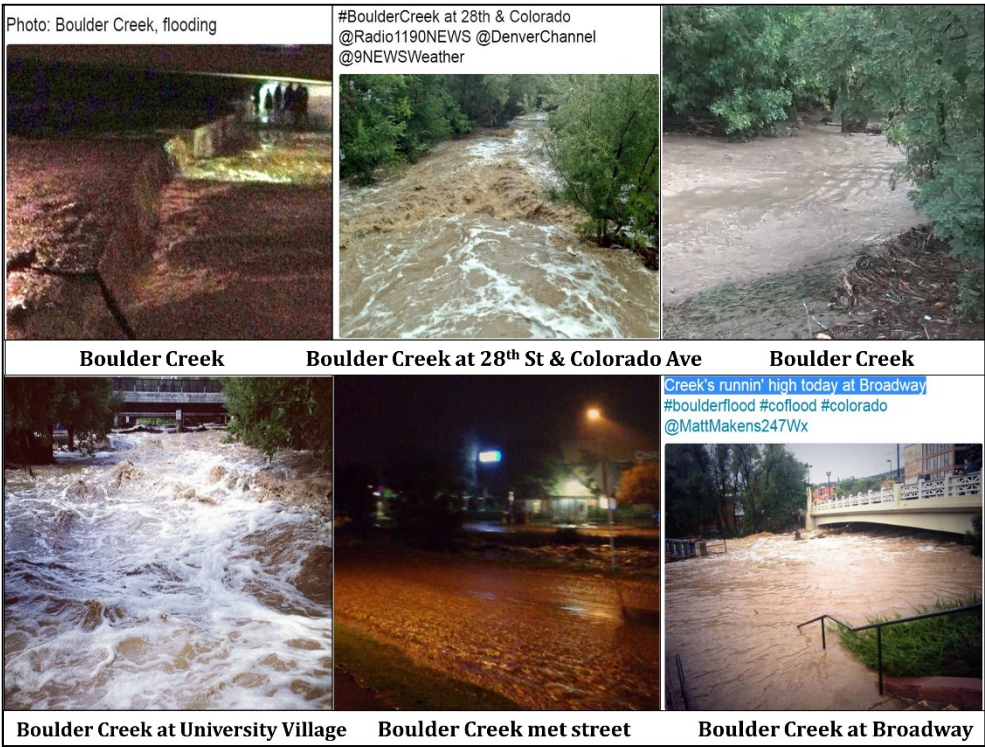 Photo: Boulder Creek, flooding
#BoulderCreek at 28th & Colorado
@Radio1190NEWS @DenverChannel
@9NEWSWeather
Boulder Creek
Boulder Creek at 28th St & Colorado Ave
Boulder Creek
Creek's runnin' high today at Broadway
#boulderflood #coflood #colorado
@MattMakens247Wx
Boulder Creek at University Village
Boulder Creek met street
Boulder Creek at Broadway